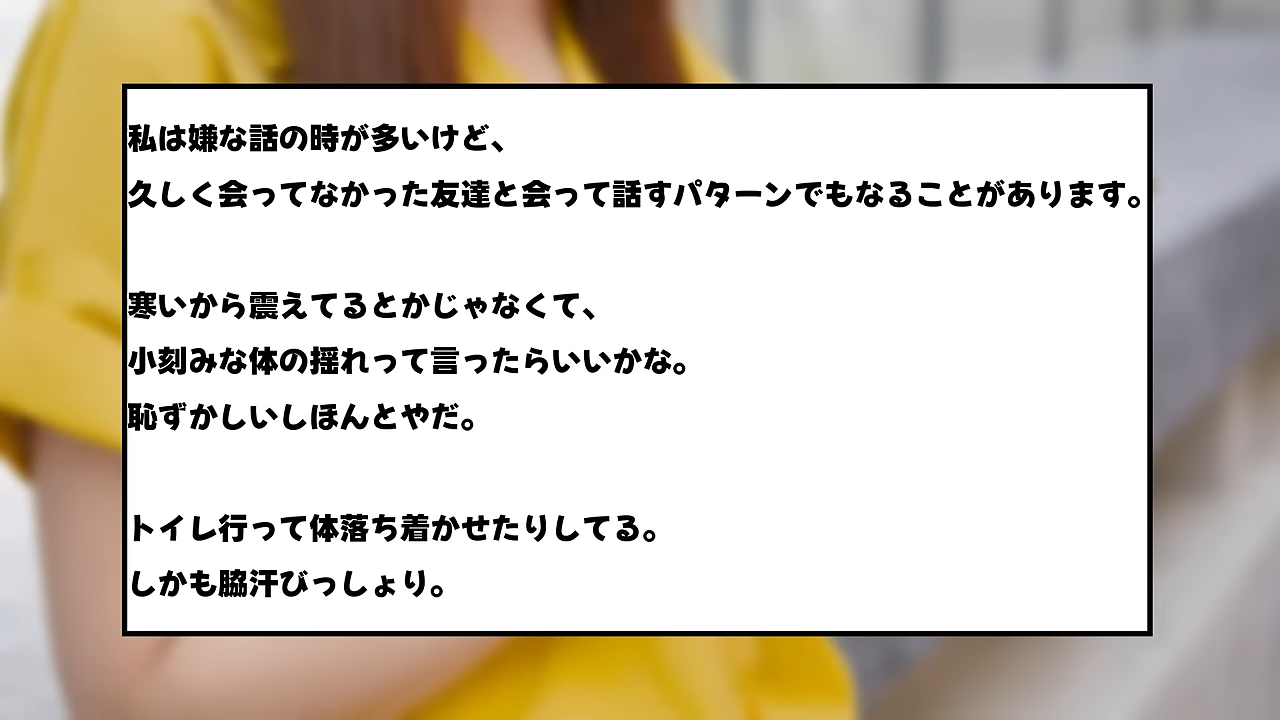 私は嫌な話の時が多いけど、
久しく会ってなかった友達と会って話すパターンでもなることがあります。
寒いから震えてるとかじゃなくて、
小刻みな体の揺れって言ったらいいかな。
恥ずかしいしほんとやだ。
トイレ行って体落ち着かせたりしてる。
しかも脇汗びっしょり。